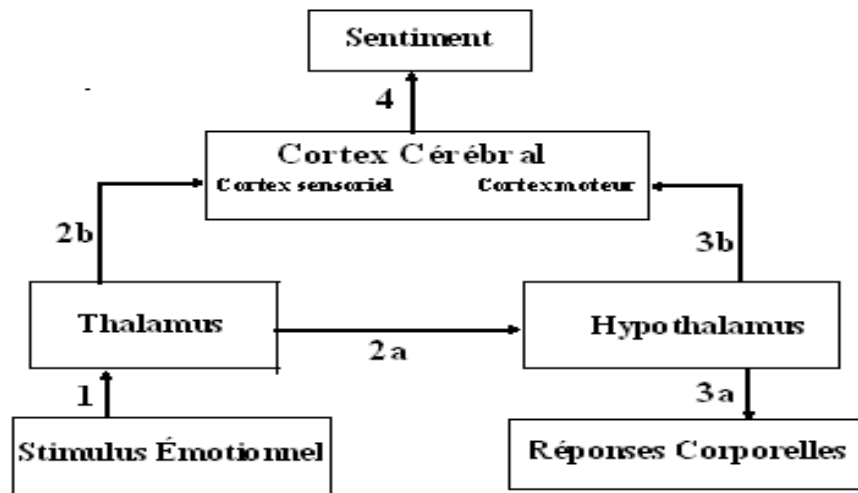 Sentiment
4
Cortex Cérébral
Cortex sensoriel Cortex moteur
2b
3b
Thalamus
Hypothalamus
2a
1
3a
Stimulus Émotionnel
Réponses Corporelles